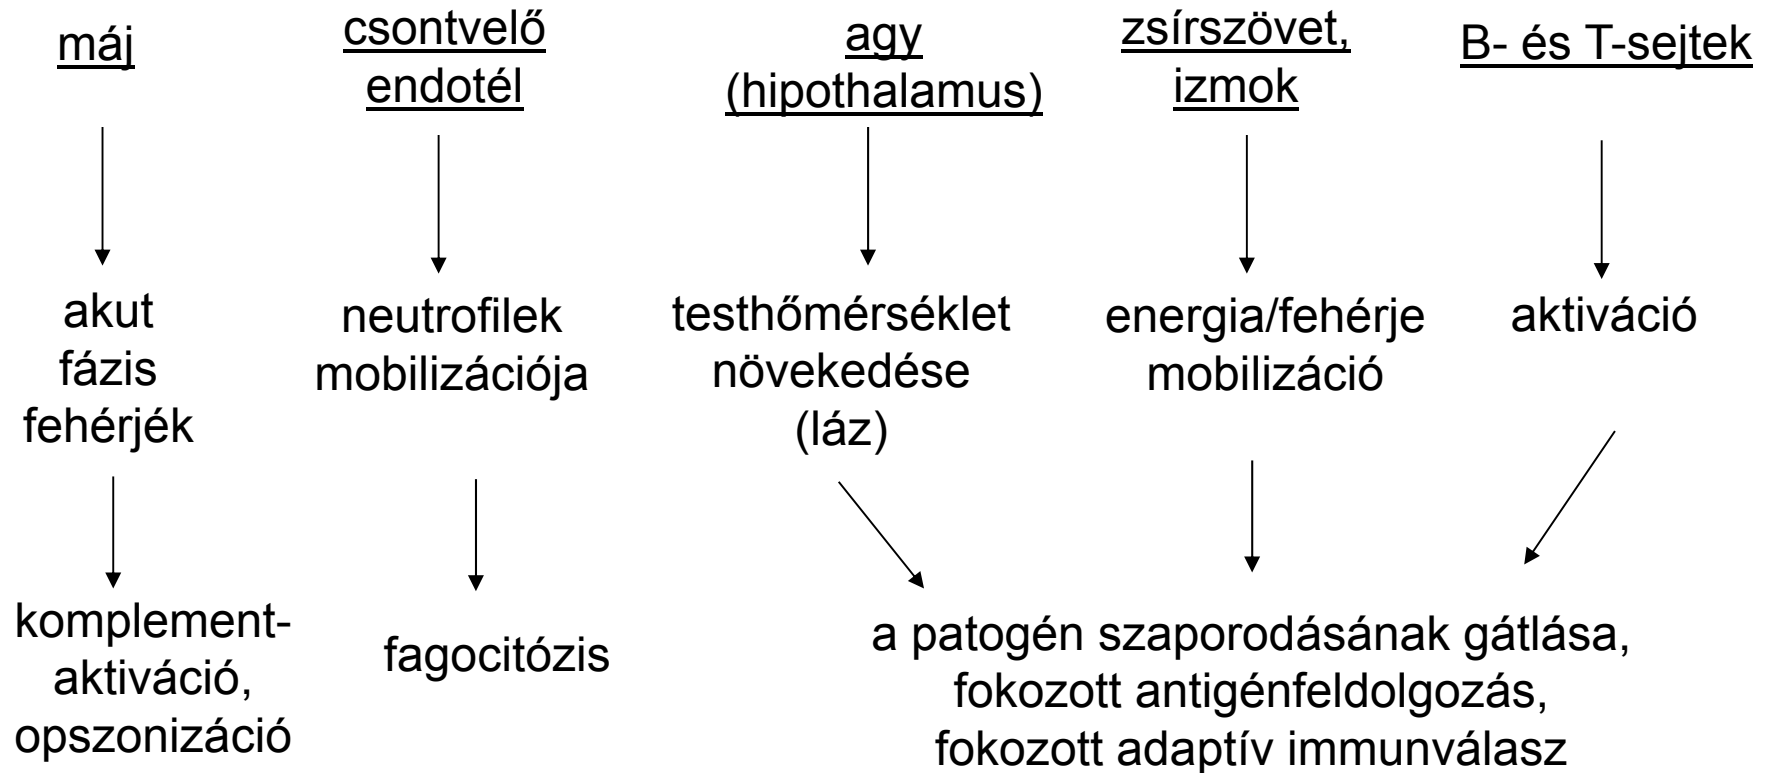 máj
csontvelő
endotél
agy
(hipothalamus)
zsírszövet,
izmok
B- és T-sejtek
akut
fázis
fehérjék
neutrofilek
mobilizációja
testhőmérséklet
növekedése
(láz)
energia/fehérje
mobilizáció
aktiváció
komplement-
aktiváció,
opszonizáció
fagocitózis
a patogén szaporodásának gátlása,
fokozott antigénfeldolgozás,
fokozott adaptív immunválasz